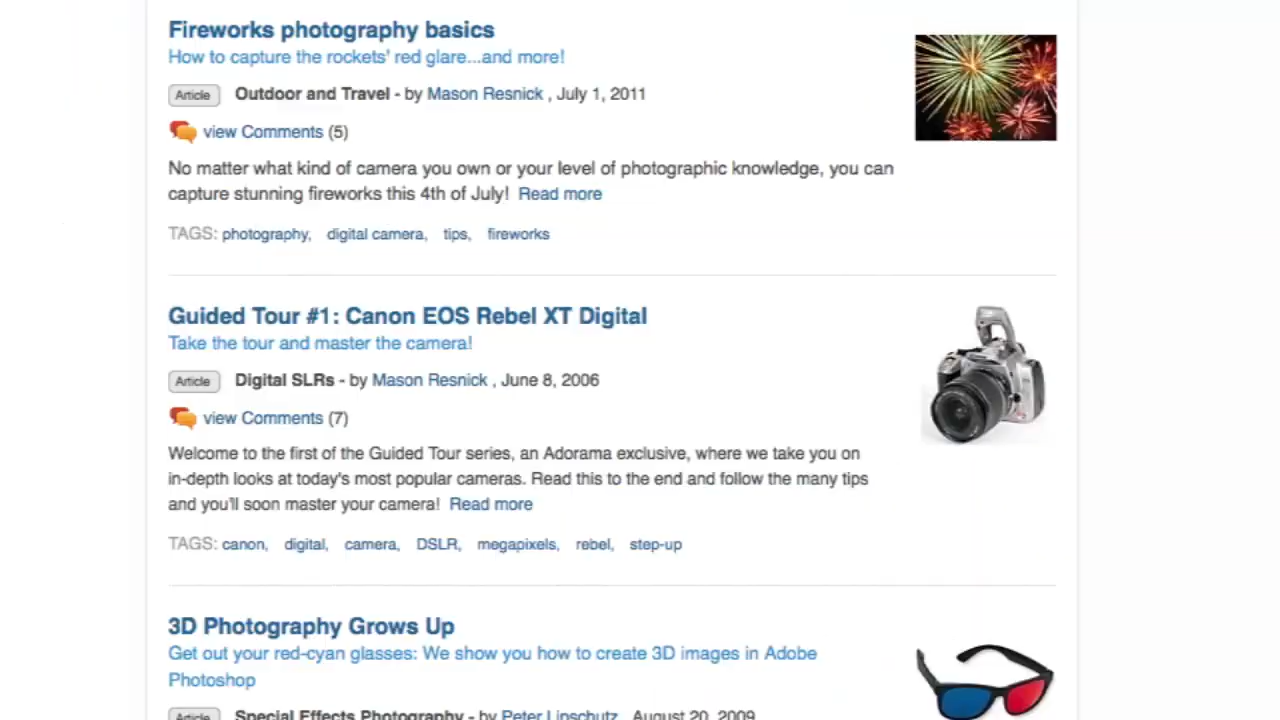 Fireworks photography basics
How to capture the rockets' red glare...and more!
Article Outdoor and Travel - by Mason Resnick , July 1, 2011
view Comments (5)
No matter what kind of camera you own or your level of photographic knowledge, you can
capture stunning fireworks this 4th of July! Read more
TAGS: photography, digital camera, tips, fireworks
Guided Tour #1: Canon EOS Rebel XT Digital
Take the tour and master the camera!
Article Digital SLRs - by Mason Resnick , June 8, 2006
view Comments (7)
Welcome to the first of the Guided Tour series, an Adorama exclusive, where we take you on
in-depth looks at today's most popular cameras. Read this to the end and follow the many tips
and you'll soon master your camera! Read more
TAGS: canon, digital, camera, DSLR, megapixels, rebel, step-up
3D Photography Grows Up
Get out your red-cyan glasses: We show you how to create 3D images in Adobe
Photoshop
Article Special Effects Photography - by Peter Lipschutz , August 20, 2009